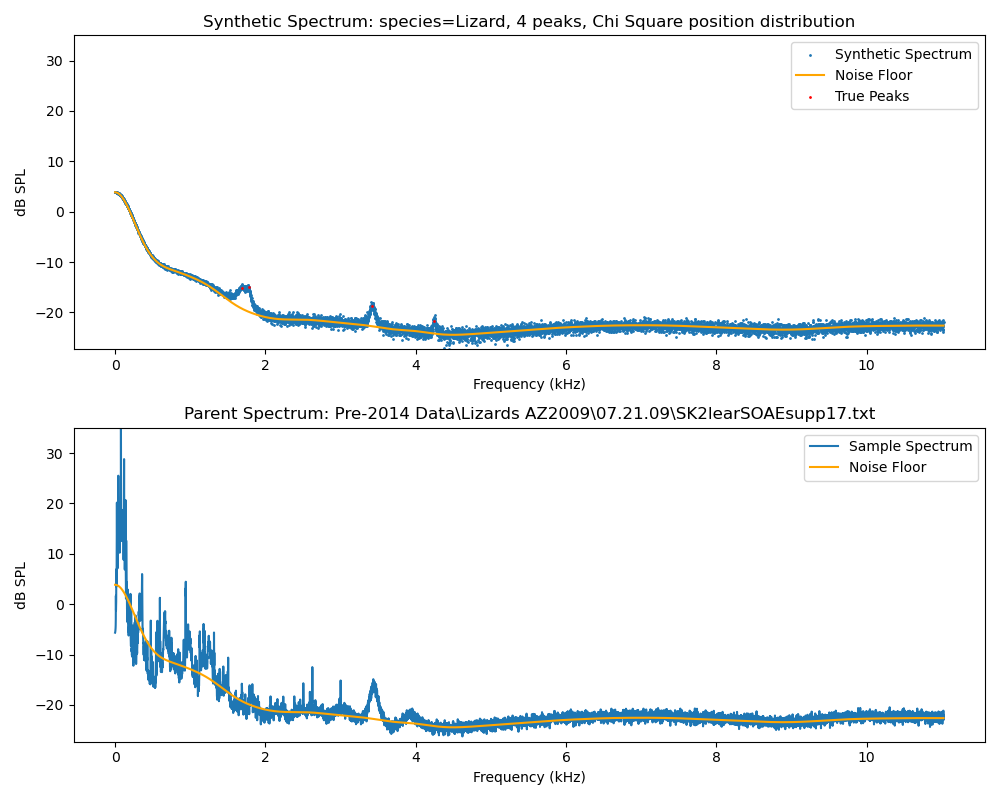 Synthetic Spectrum: species=Lizard, 4 peaks, Chi Square position distribution
dB SPL
30
20
10
0
−10
−20
Synthetic Spectrum
Noise Floor
True Peaks
0 2 4 6 8 10
Frequency (kHz)
Parent Spectrum: Pre-2014 Data\Lizards AZ2009\07.21.09\SK2learSOAEsupp17.txt
dB SPL
30
20
10
0
−10
−20
Sample Spectrum
Noise Floor
0 2 4 6 8 10
Frequency (kHz)